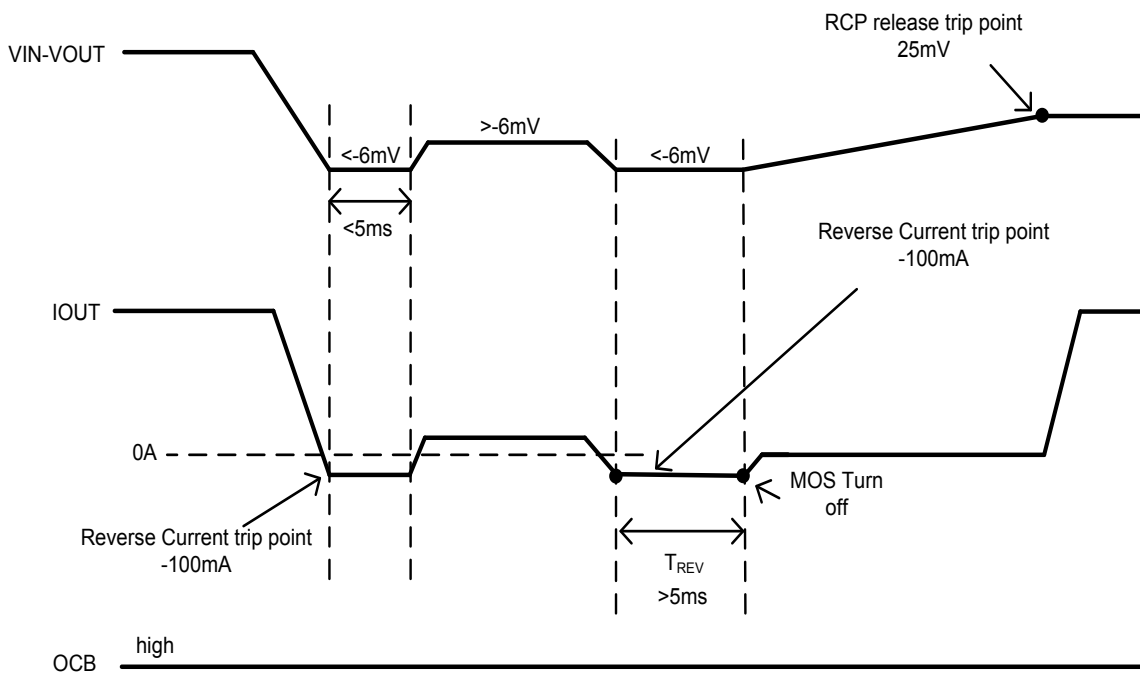 RCP release trip point
25mV
VIN-VOUT
<-6mV
>-6mV
<-6mV
<5ms
Reverse Current trip point
-100mA
IOUT
0A
MOS Turn
off
Reverse Current trip point
-100mA
TREV
>5ms
high
OCB